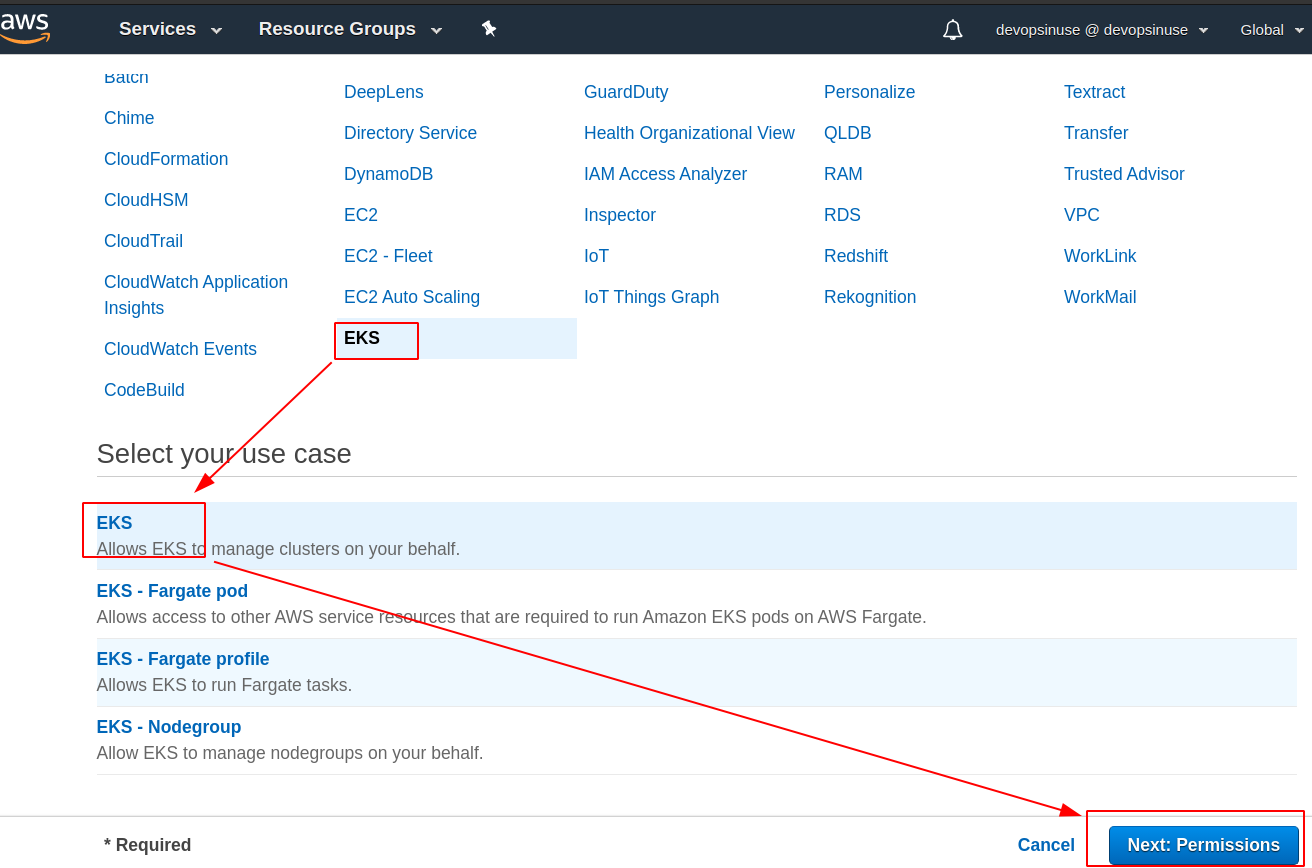 aws
Services
Resource Groups
devopsinuse @ devopsinuse
Global
Batch
Chime
CloudFormation
CloudHSM
CloudTrail
CloudWatch Application
Insights
CloudWatch Events
CodeBuild
DeepLens
Directory Service
DynamoDB
EC2
EC2 - Fleet
EC2 Auto Scaling
EKS
GuardDuty
Health Organizational View
IAM Access Analyzer
Inspector
IoT
IoT Things Graph
Personalize
QLDB
RAM
RDS
Redshift
Rekognition
Textract
Transfer
Trusted Advisor
VPC
WorkLink
WorkMail
Select your use case
EKS
Allows EKS to manage clusters on your behalf.
EKS - Fargate pod
Allows access to other AWS service resources that are required to run Amazon EKS pods on AWS Fargate.
EKS - Fargate profile
Allows EKS to run Fargate tasks.
EKS - Nodegroup
Allow EKS to manage nodegroups on your behalf.
* Required
Cancel
Next: Permissions